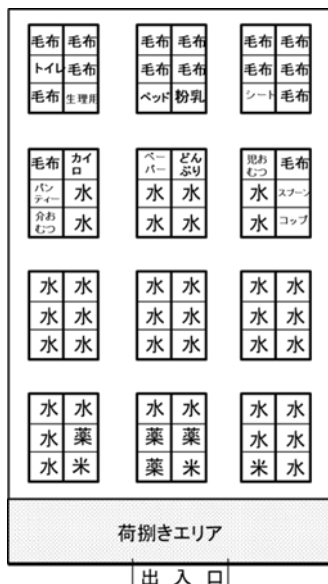 毛布 毛布 毛布 毛布 毛布 毛布
トイレ 毛布 毛布 毛布 毛布 毛布
毛布 生理用 ベッド 粉乳 シート 毛布
毛布 カイロ ペーパー どんぶり 児おむつ 毛布
パンティー 水 水 水 水 スプーン
介おむつ 水 水 水 水 コップ
水 水 水 水 水 水
水 水 水 水 水 水
水 水 水 水 水 水
水 水 水 水 水 水
水 薬 薬 薬 水 水
水 米 薬 米 米 水
荷捌きエリア
出入口